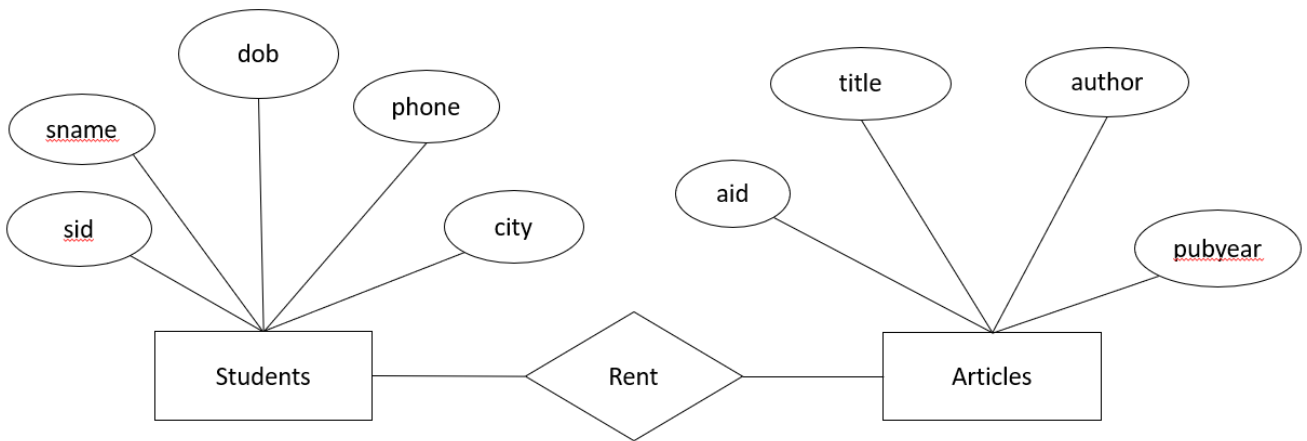 dob
phone
sname
sid
city
title
author
aid
pubyear
Students
Rent
Articles